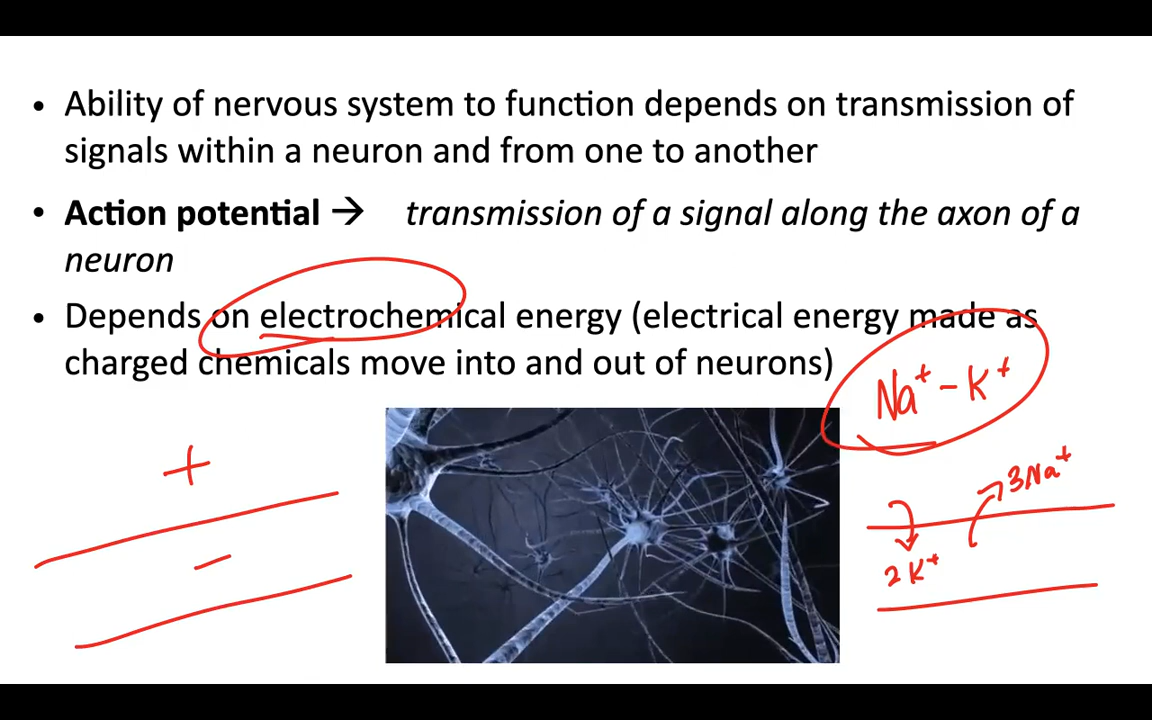 • Ability of nervous system to function depends on transmission of
signals within a neuron and from one to another
• Action potential → transmission of a signal along the axon of a
neuron
• Depends on electrochemical energy (electrical energy made as
charged chemicals move into and out of neurons)
Na⁺ – K⁺
+
–
3Na⁺
2K⁺